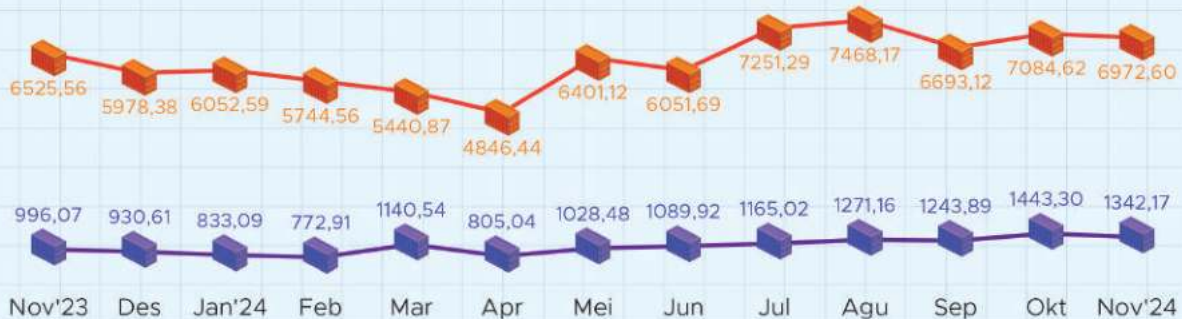 6525,56 5978,38 6052,59 5744,56 5440,87 4846,44 6401,12 6051,69 7251,29 7468,17 6693,12 7084,62 6972,60
996,07 930,61 833,09 772,91 1140,54 805,04 1028,48 1089,92 1165,02 1271,16 1243,89 1443,30 1342,17
Nov'23 Des Jan'24 Feb Mar Apr Mei Jun Jul Agu Sep Okt Nov'24